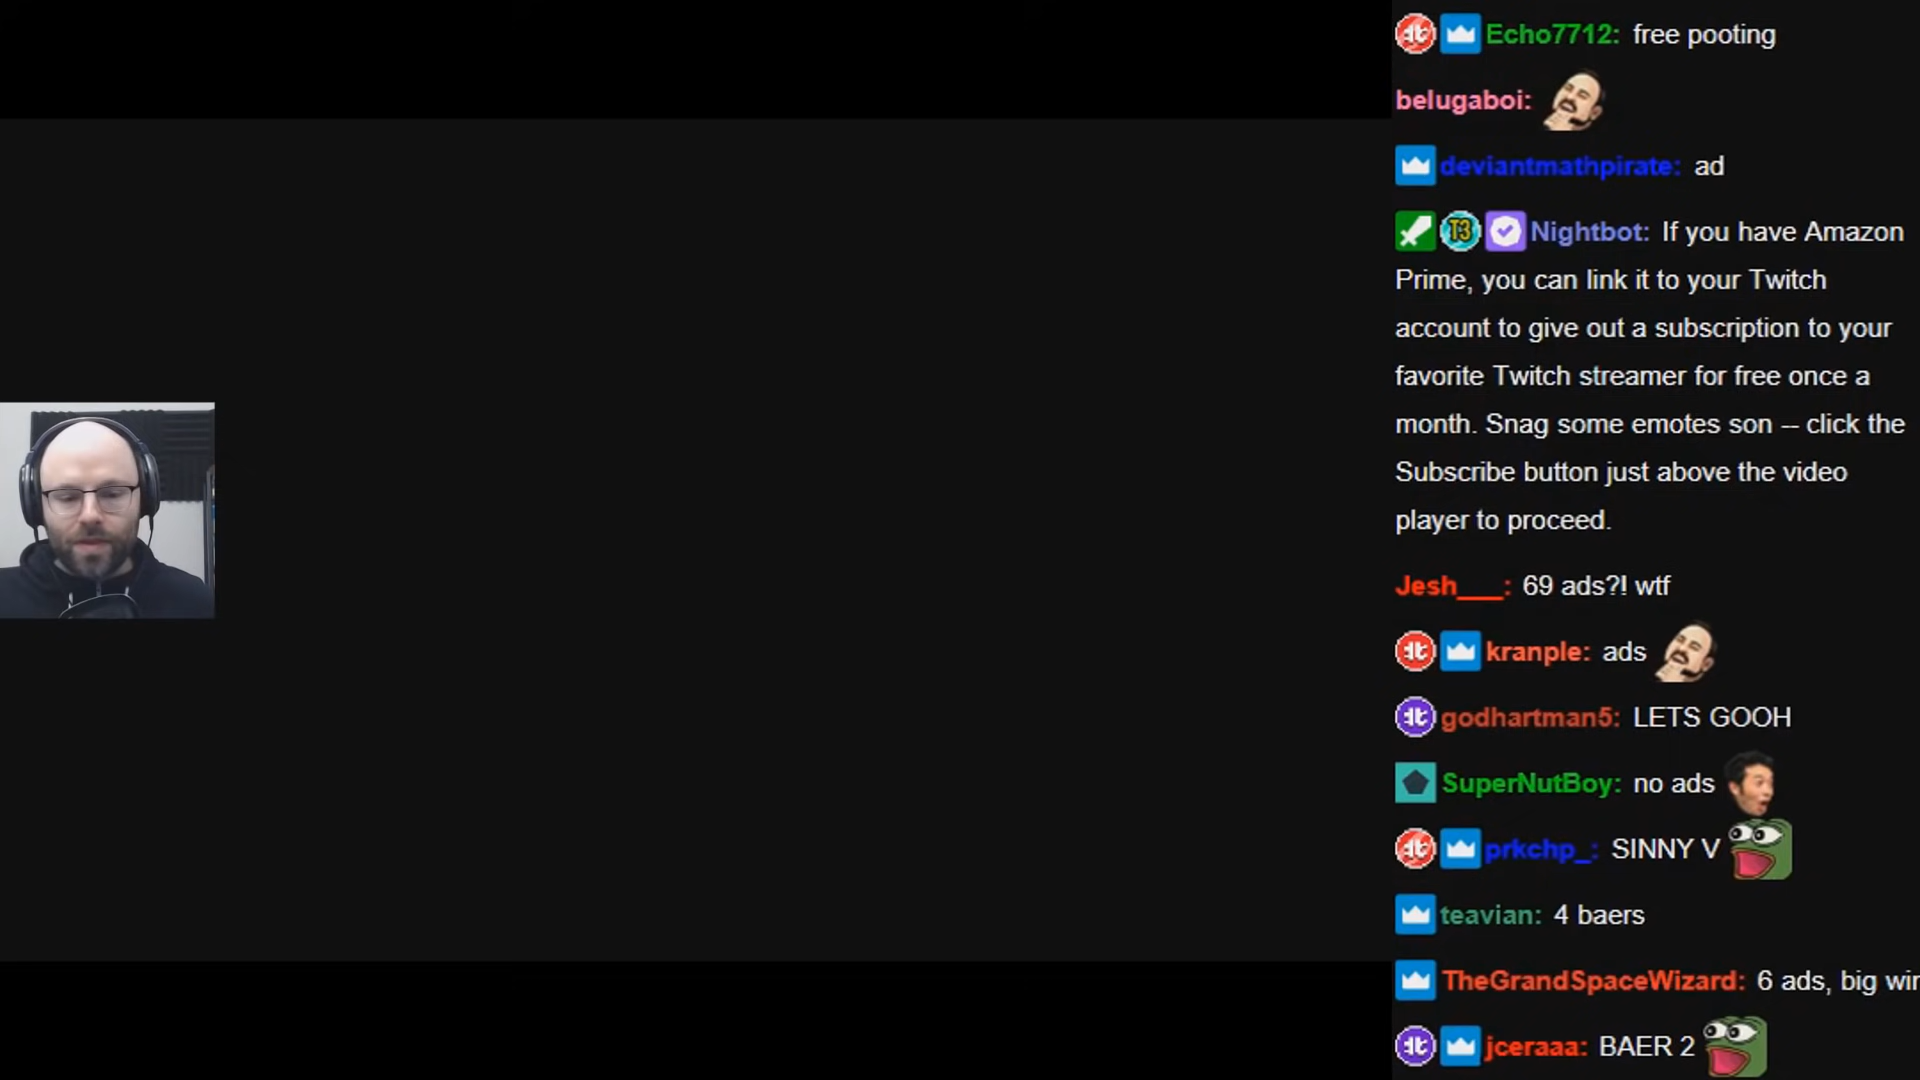 Echo7712: free pooting
belugaboi:
deviantmathpirate: ad
T3 Nightbot: If you have Amazon
Prime, you can link it to your Twitch
account to give out a subscription to your
favorite Twitch streamer for free once a
month. Snag some emotes son -- click the
Subscribe button just above the video
player to proceed.
Jesh___: 69 ads?! wtf
kranple: ads
godhartman5: LETS GOOH
SuperNutBoy: no ads
prkchp_: SINNY V
teavian: 4 baers
TheGrandSpaceWizard: 6 ads, big
jceraaa: BAER 2